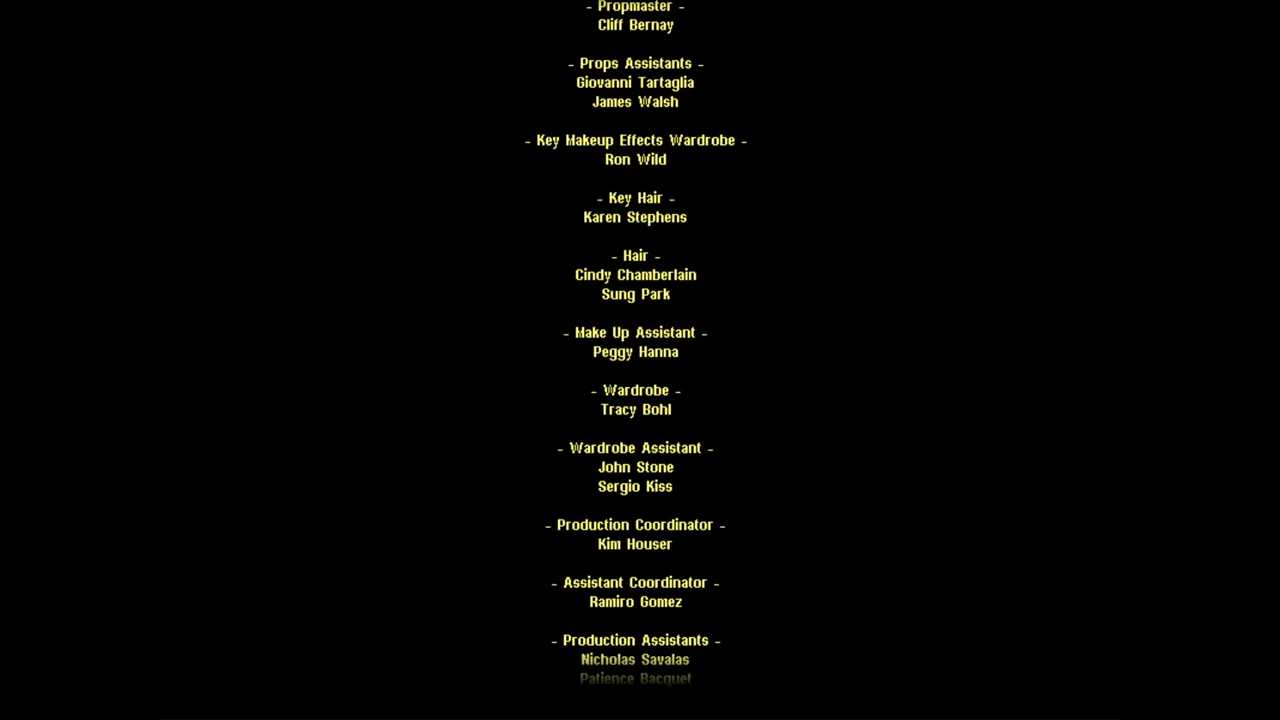 - Propmaster -
Cliff Bernay
- Props Assistants -
Giovanni Tartaglia
James Walsh
- Key Makeup Effects Wardrobe -
Ron Wild
- Key Hair -
Karen Stephens
- Hair -
Cindy Chamberlain
Sung Park
- Make Up Assistant -
Peggy Hanna
- Wardrobe -
Tracy Bohl
- Wardrobe Assistant -
John Stone
Sergio Kiss
- Production Coordinator -
Kim Houser
- Assistant Coordinator -
Ramiro Gomez
- Production Assistants -
Nicholas Savalas
Patience Bacquet